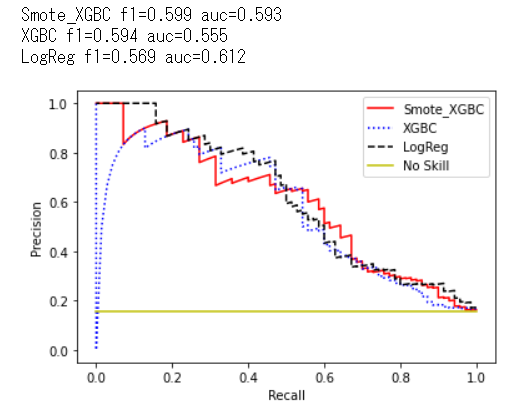 Smote_XGBC f1=0.599 auc=0.593
XGBC f1=0.594 auc=0.555
LogReg f1=0.569 auc=0.612
Smote_XGBC
XGBC
LogReg
No Skill
1.0
0.8
0.6
0.4
0.2
0.0
Precision
0.0 0.2 0.4 0.6 0.8 1.0
Recall